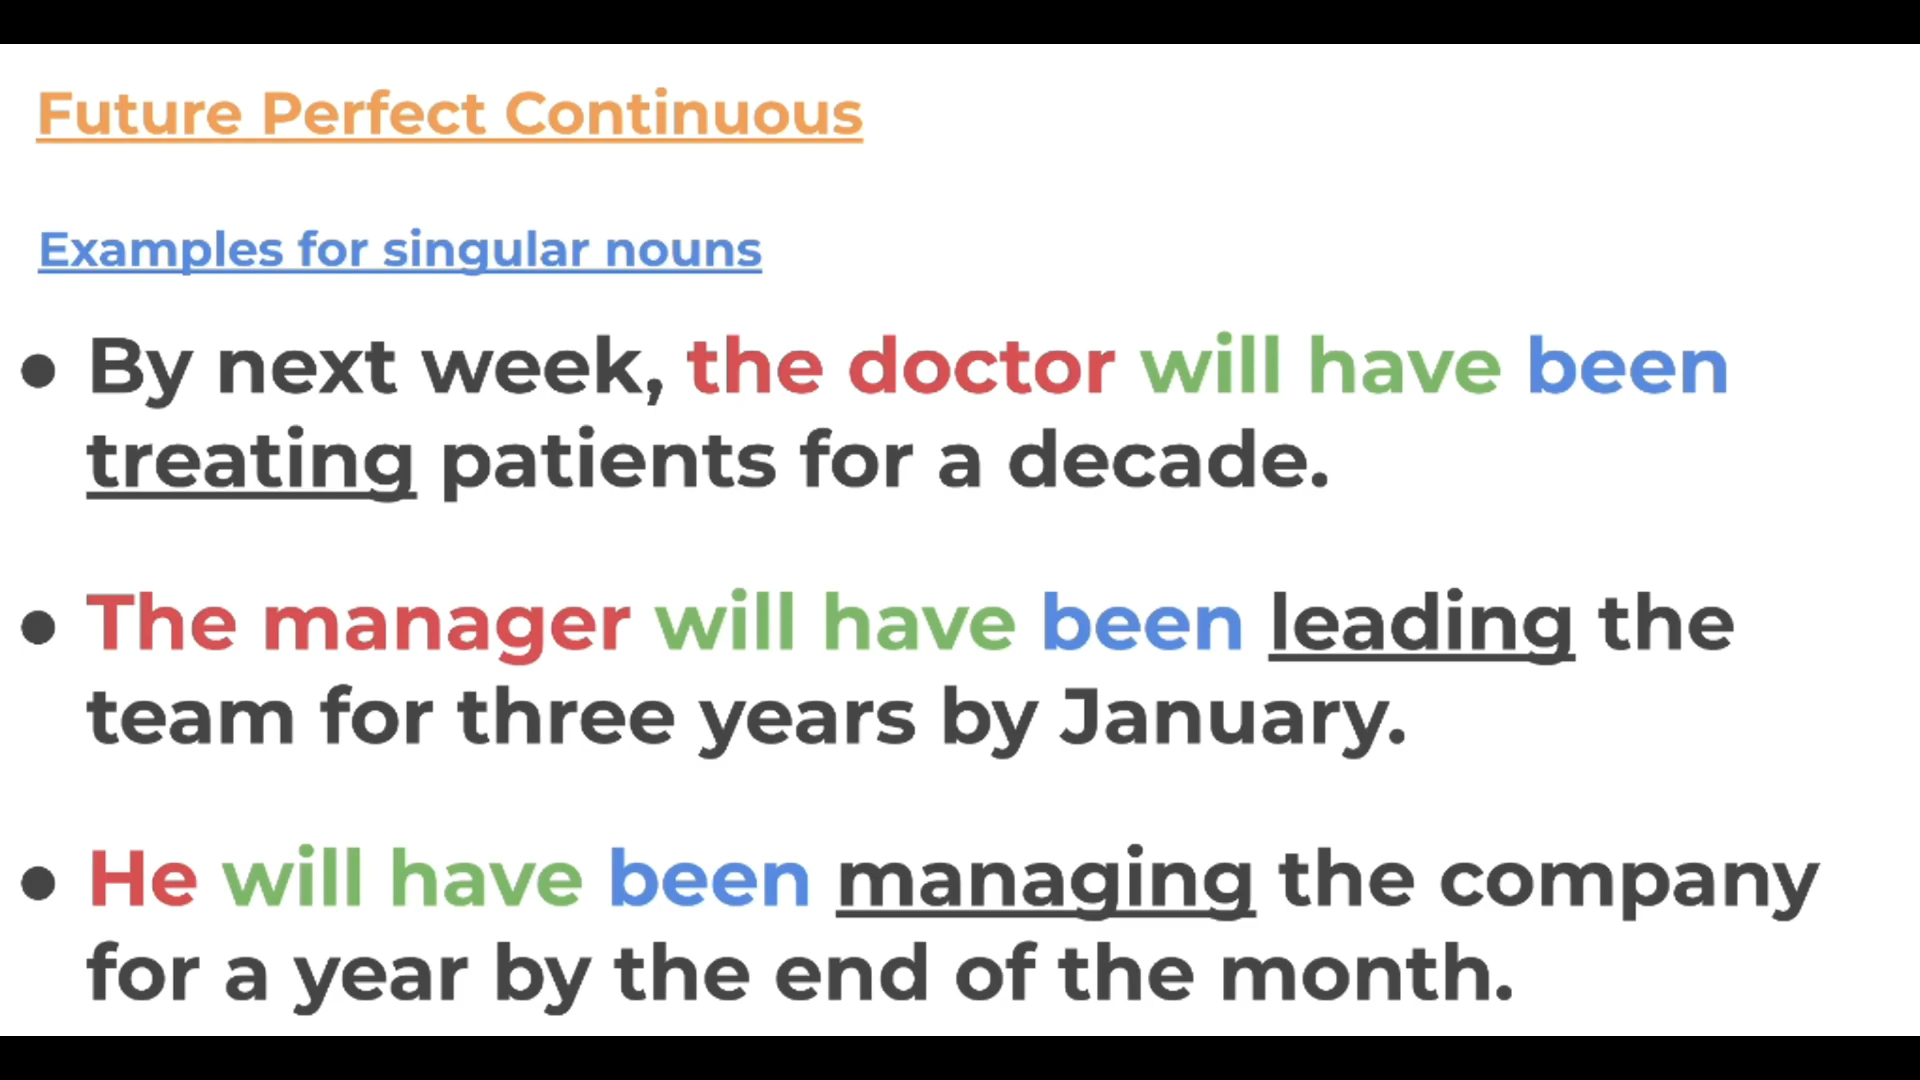 Future Perfect Continuous
Examples for singular nouns
● By next week, the doctor will have been
treating patients for a decade.
● The manager will have been leading the
team for three years by January.
● He will have been managing the company
for a year by the end of the month.